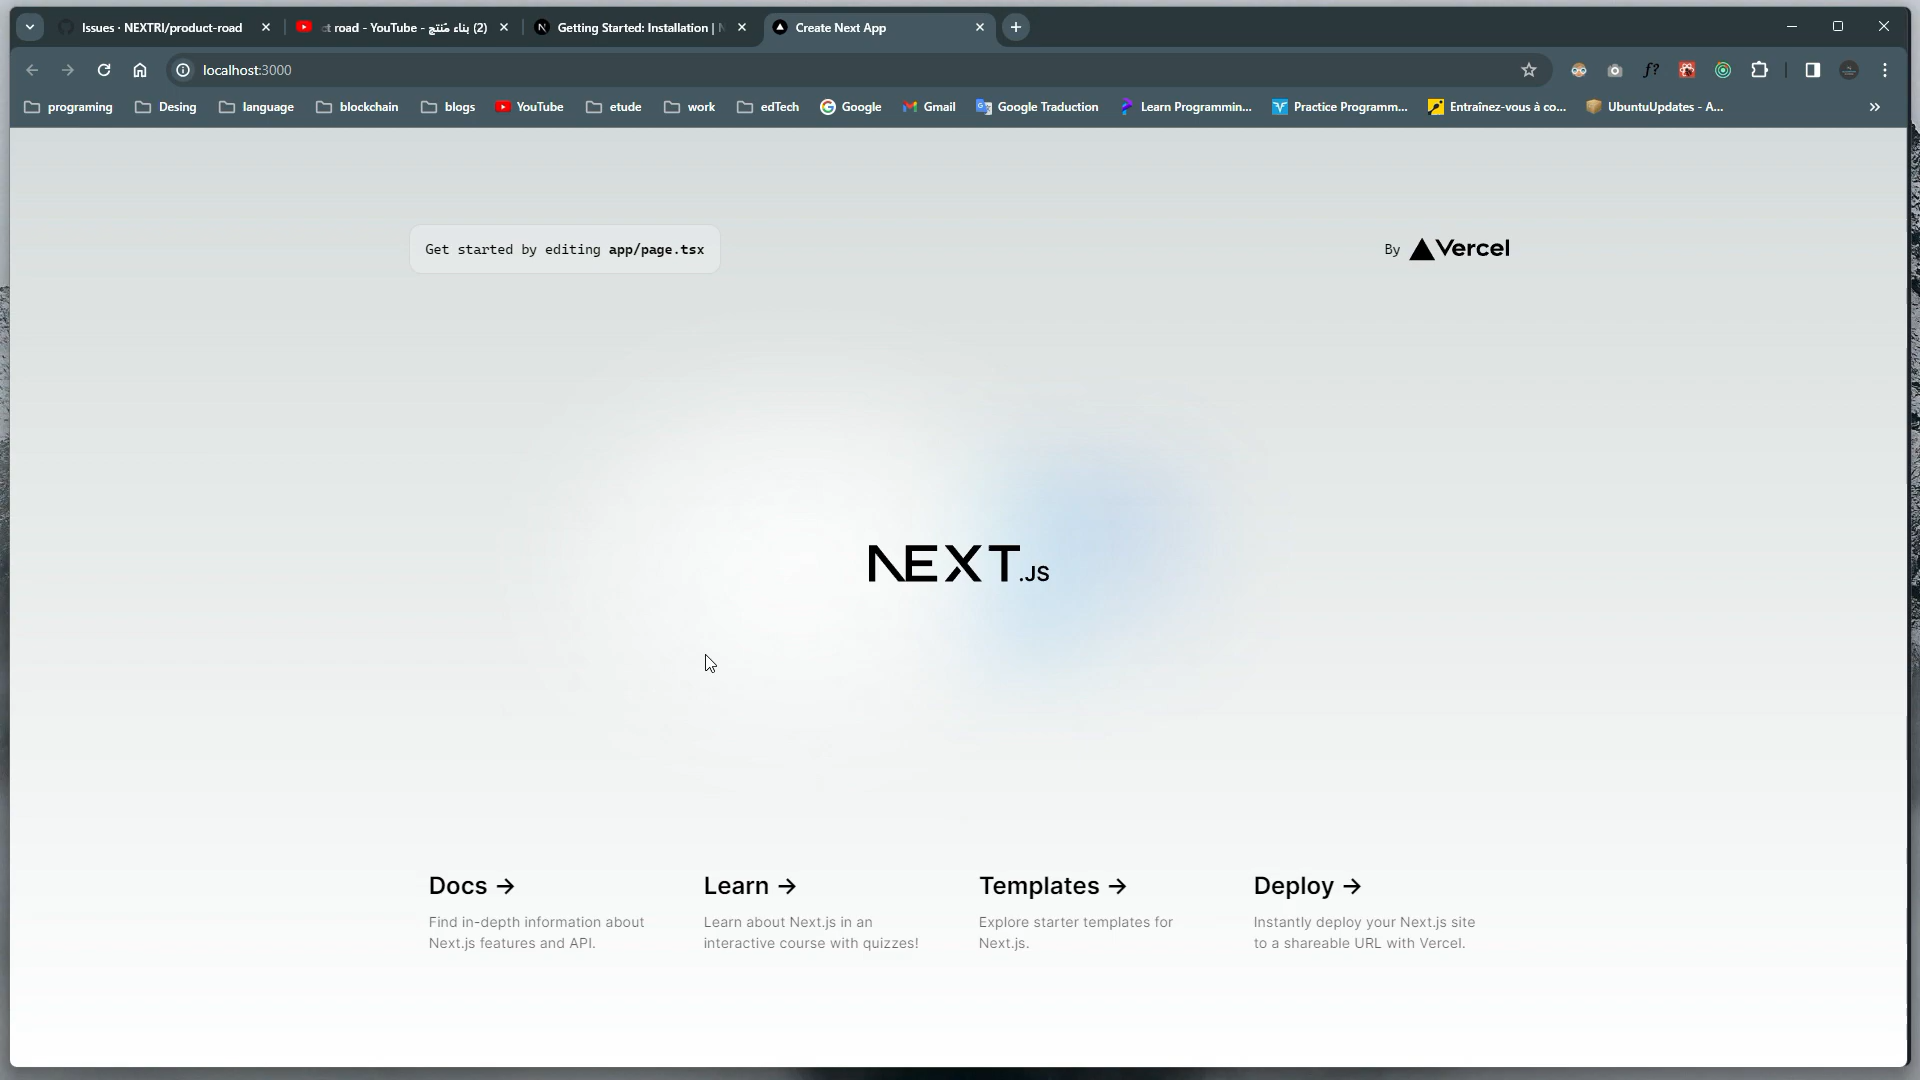 Issues · NEXTRI/product-road
ct road - YouTube - بناء مُنتَج (2)
Getting Started: Installation | N
Create Next App
localhost:3000
f?
programing
Desing
language
blockchain
blogs
YouTube
etude
work
edTech
Google
Gmail
Google Traduction
Learn Programmin...
Practice Programm...
Entraînez-vous à co...
UbuntuUpdates - A...
Get started by editing app/page.tsx
By Vercel
NEXT.JS
Docs →
Find in-depth information about
Next.js features and API.
Learn →
Learn about Next.js in an
interactive course with quizzes!
Templates →
Explore starter templates for
Next.js.
Deploy →
Instantly deploy your Next.js site
to a shareable URL with Vercel.